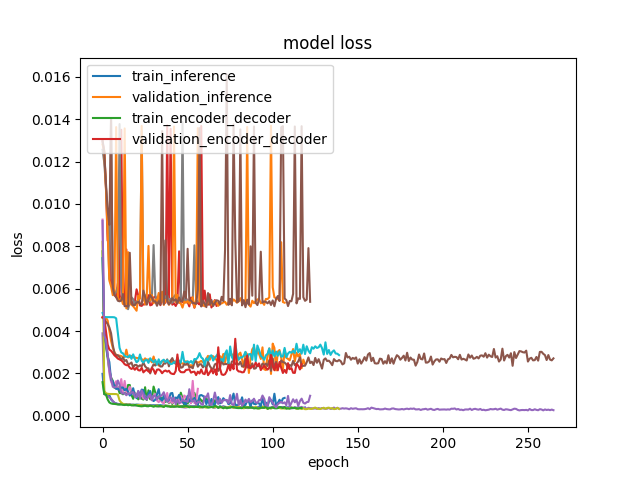 model loss
train_inference
validation_inference
train_encoder_decoder
validation_encoder_decoder
0.016
0.014
0.012
0.010
0.008
0.006
0.004
0.002
0.000
loss
0 50 100 150 200 250
epoch